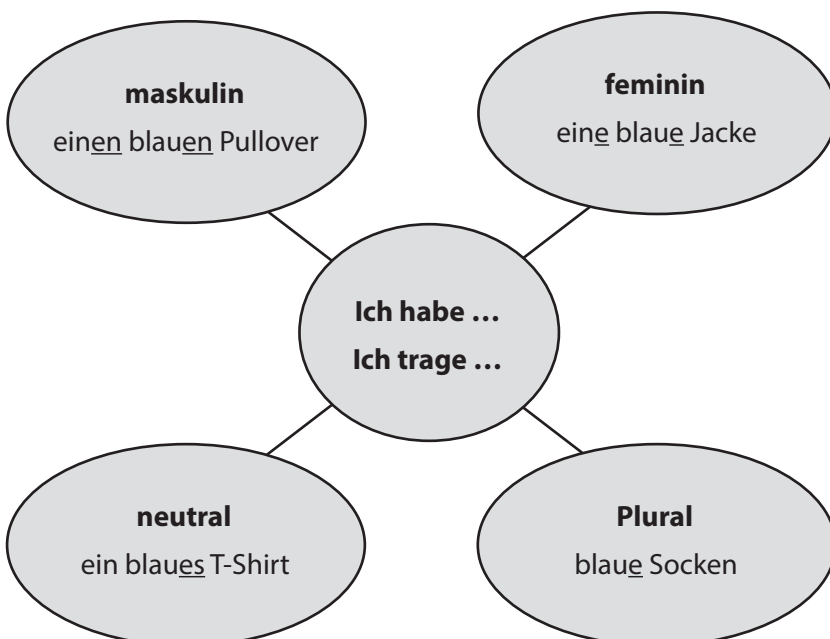 maskulin
einen blauen Pullover
feminin
eine blaue Jacke
Ich habe …
Ich trage …
neutral
ein blaues T-Shirt
Plural
blaue Socken